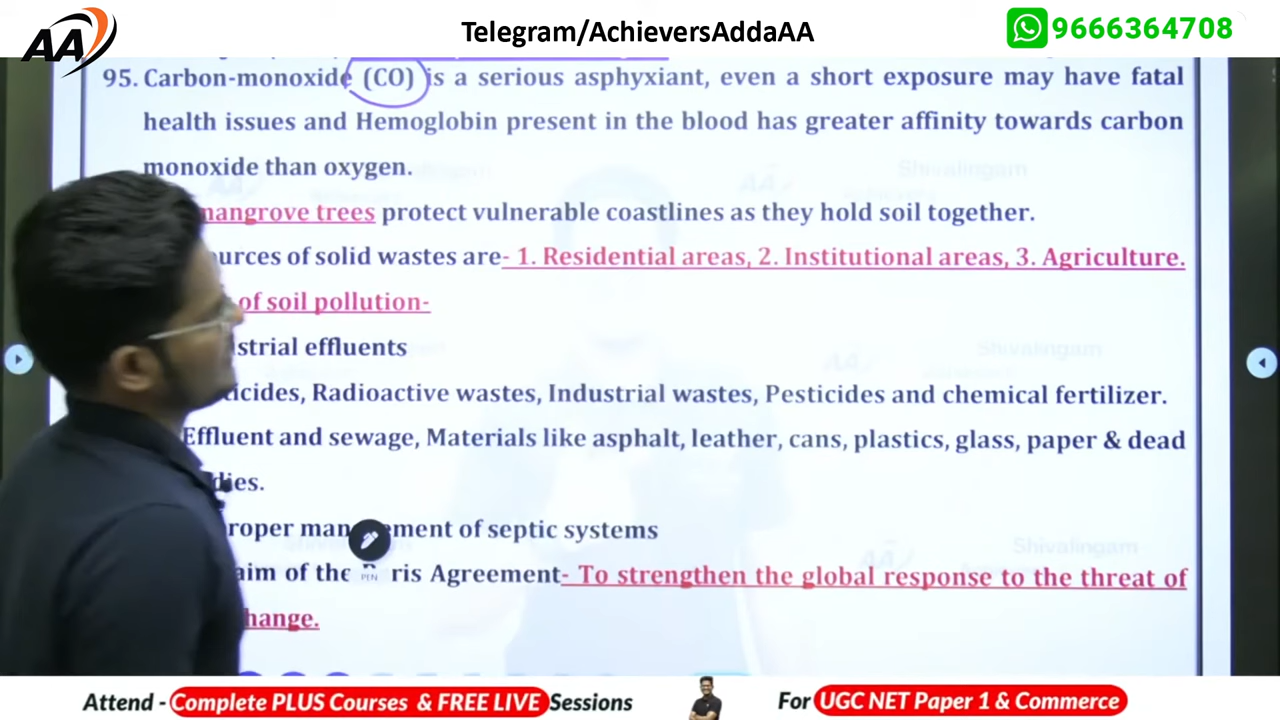 AA
Telegram/AchieversAddaAA
9666364708
95. Carbon-monoxide (CO) is a serious asphyxiant, even a short exposure may have fatal
health issues and Hemoglobin present in the blood has greater affinity towards carbon
monoxide than oxygen.
mangrove trees protect vulnerable coastlines as they hold soil together.
urces of solid wastes are- 1. Residential areas, 2. Institutional areas, 3. Agriculture.
of soil pollution-
strial effluents
icides, Radioactive wastes, Industrial wastes, Pesticides and chemical fertilizer.
Effluent and sewage, Materials like asphalt, leather, cans, plastics, glass, paper & dead
dies.
roper man ement of septic systems
PEN
aim of the ris Agreement- To strengthen the global response to the threat of
hange.
Shivalingam
Shivalingam
Shivalingam
Attend - Complete PLUS Courses & FREE LIVE Sessions
For UGC NET Paper 1 & Commerce